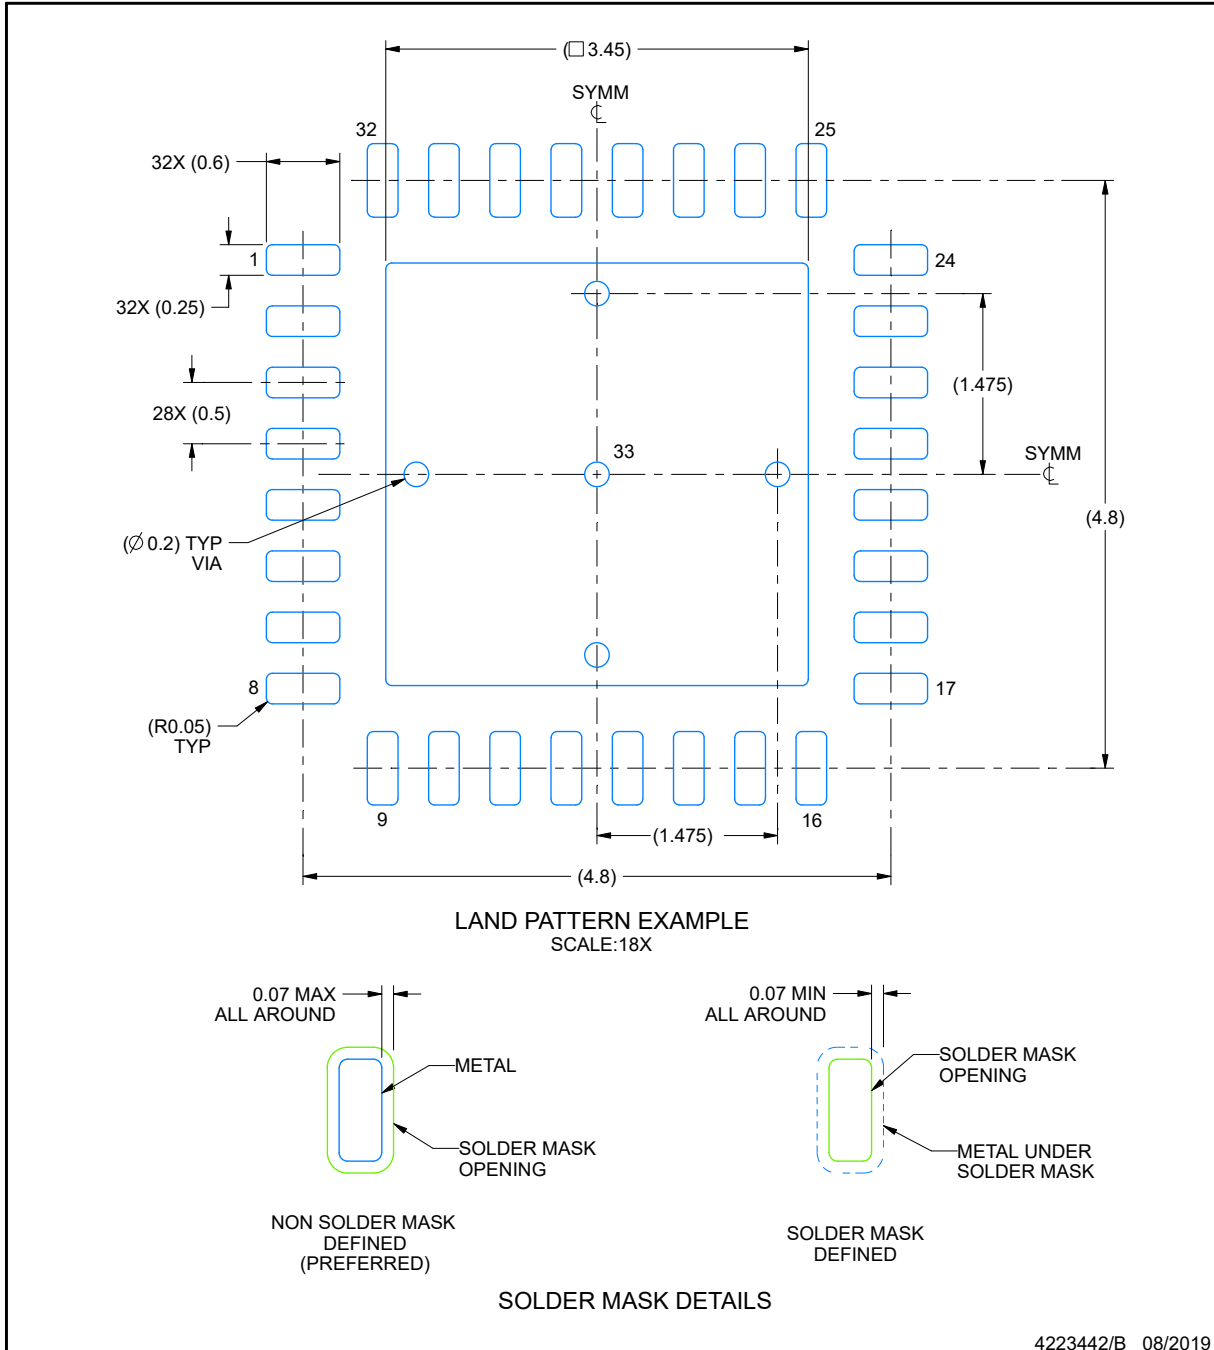 (□ 3.45)
SYMM
℄
32
25
32X (0.6)
1
24
32X (0.25)
(1.475)
28X (0.5)
33
SYMM
℄
(4.8)
(Ø 0.2) TYP
VIA
8
17
(R0.05)
TYP
9
16
(1.475)
(4.8)
LAND PATTERN EXAMPLE
SCALE:18X
0.07 MAX
ALL AROUND
METAL
SOLDER MASK
OPENING
NON SOLDER MASK
DEFINED
(PREFERRED)
0.07 MIN
ALL AROUND
SOLDER MASK
OPENING
METAL UNDER
SOLDER MASK
SOLDER MASK
DEFINED
SOLDER MASK DETAILS
4223442/B 08/2019